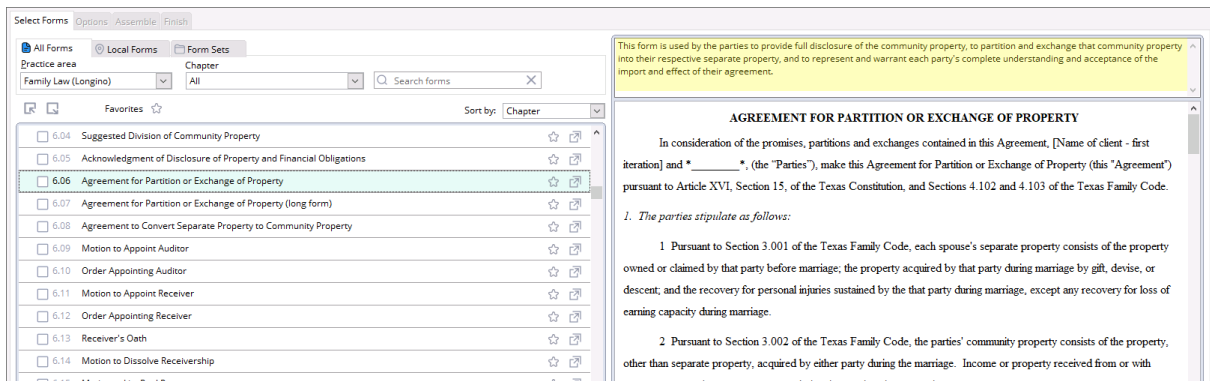 Select Forms Options Assemble Finish
All Forms Local Forms Form Sets
Practice area Chapter
Family Law (Longino) All Search forms
Favorites Sort by: Chapter
6.04 Suggested Division of Community Property
6.05 Acknowledgment of Disclosure of Property and Financial Obligations
6.06 Agreement for Partition or Exchange of Property
6.07 Agreement for Partition or Exchange of Property (long form)
6.08 Agreement to Convert Separate Property to Community Property
6.09 Motion to Appoint Auditor
6.10 Order Appointing Auditor
6.11 Motion to Appoint Receiver
6.12 Order Appointing Receiver
6.13 Receiver's Oath
6.14 Motion to Dissolve Receivership
This form is used by the parties to provide full disclosure of the community property, to partition and exchange that community property
into their respective separate property, and to represent and warrant each party's complete understanding and acceptance of the
import and effect of their agreement.
AGREEMENT FOR PARTITION OR EXCHANGE OF PROPERTY
In consideration of the promises, partitions and exchanges contained in this Agreement, [Name of client - first
iteration] and *________*, (the "Parties"), make this Agreement for Partition or Exchange of Property (this "Agreement")
pursuant to Article XVI, Section 15, of the Texas Constitution, and Sections 4.102 and 4.103 of the Texas Family Code.
1. The parties stipulate as follows:
1 Pursuant to Section 3.001 of the Texas Family Code, each spouse's separate property consists of the property
owned or claimed by that party before marriage; the property acquired by that party during marriage by gift, devise, or
descent; and the recovery for personal injuries sustained by the that party during marriage, except any recovery for loss of
earning capacity during marriage.
2 Pursuant to Section 3.002 of the Texas Family Code, the parties' community property consists of the property,
other than separate property, acquired by either party during the marriage. Income or property received from or with